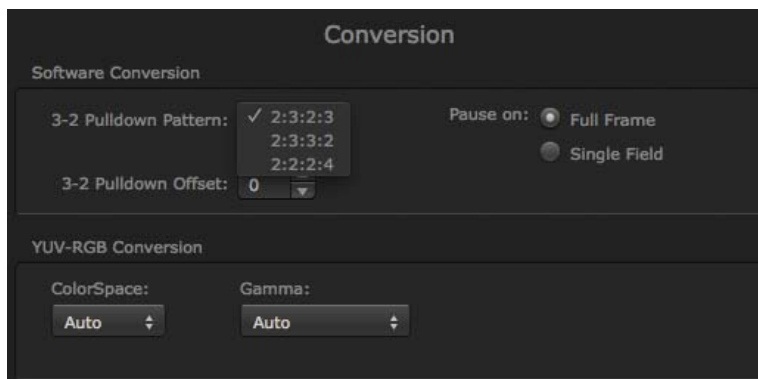 Conversion
Software Conversion
3-2 Pulldown Pattern: ✓ 2:3:2:3
2:3:3:2
2:2:2:4
Pause on: Full Frame
Single Field
3-2 Pulldown Offset: 0
YUV-RGB Conversion
ColorSpace: Gamma:
Auto Auto